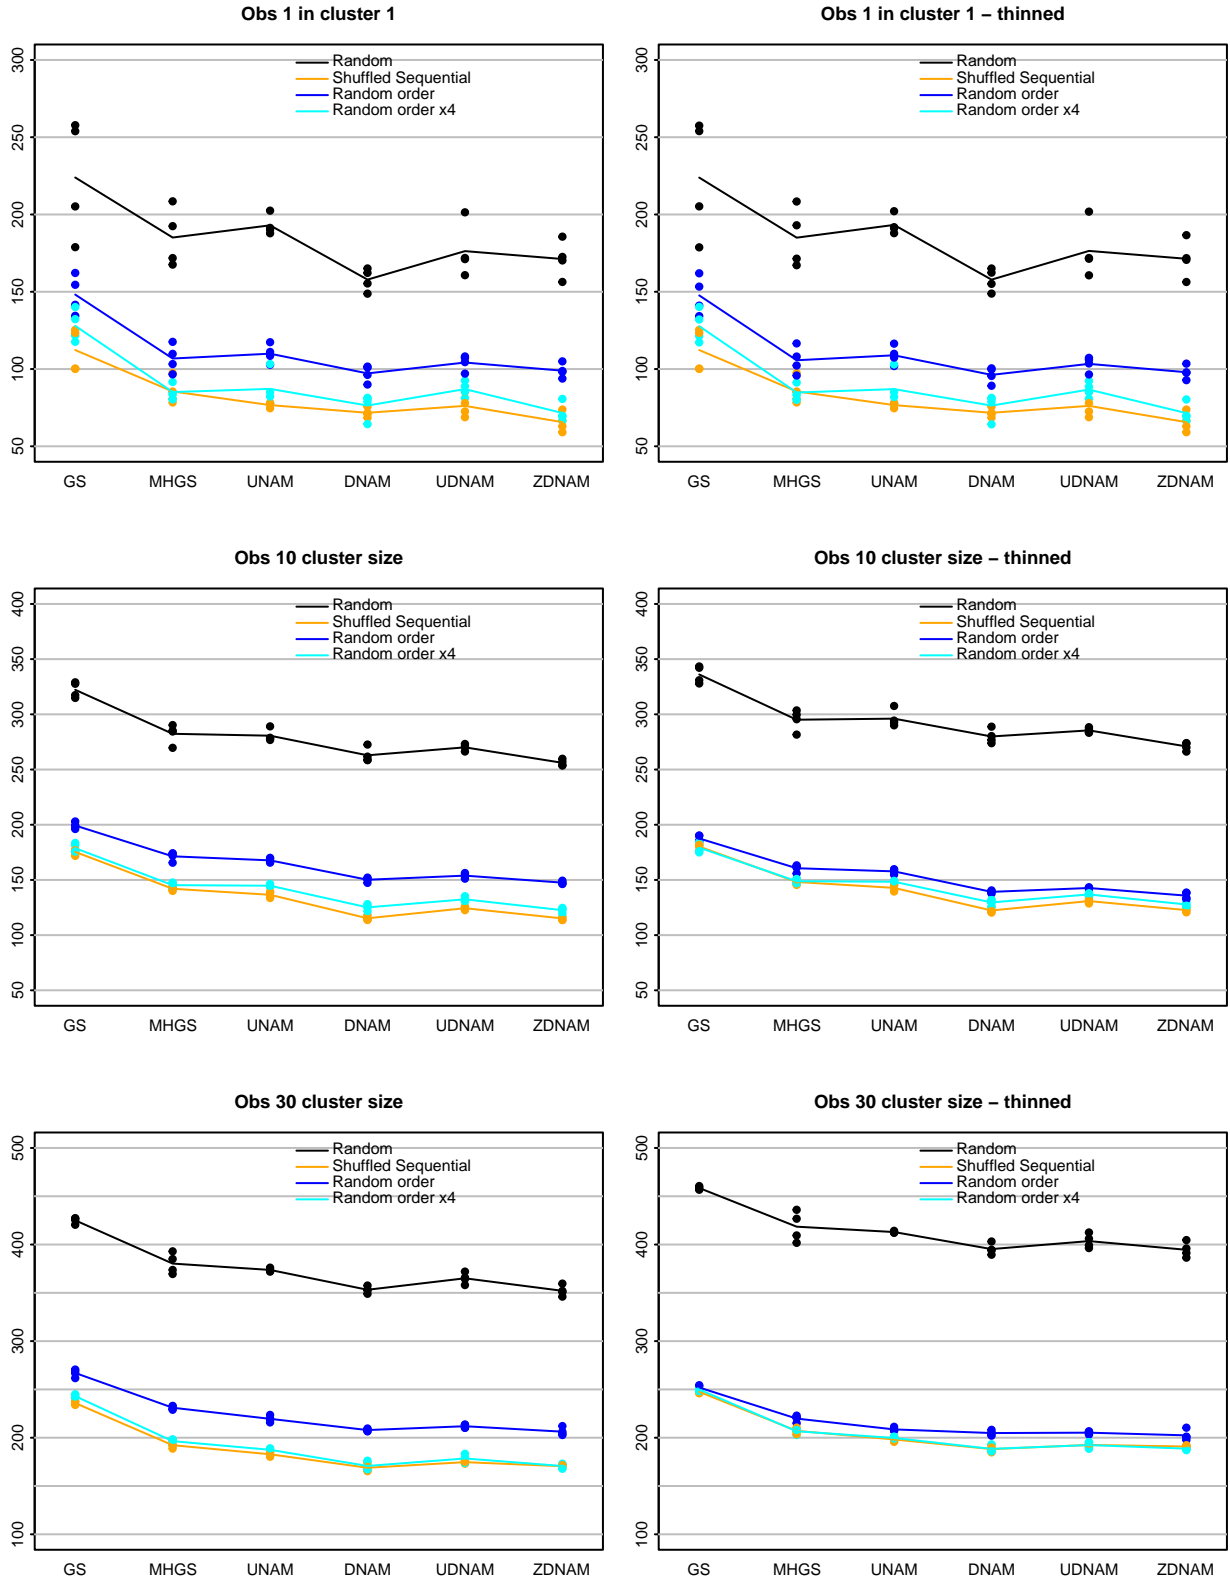 Obs 1 in cluster 1
300
250
200
150
100
50
Random
Shuffled Sequential
Random order
Random order x4
GS MHGS UNAM DNAM UDNAM ZDNAM
Obs 1 in cluster 1 – thinned
300
250
200
150
100
50
Random
Shuffled Sequential
Random order
Random order x4
GS MHGS UNAM DNAM UDNAM ZDNAM
Obs 10 cluster size
400
350
300
250
200
150
100
50
Random
Shuffled Sequential
Random order
Random order x4
GS MHGS UNAM DNAM UDNAM ZDNAM
Obs 10 cluster size – thinned
400
350
300
250
200
150
100
50
Random
Shuffled Sequential
Random order
Random order x4
GS MHGS UNAM DNAM UDNAM ZDNAM
Obs 30 cluster size
500
400
300
200
100
Random
Shuffled Sequential
Random order
Random order x4
GS MHGS UNAM DNAM UDNAM ZDNAM
Obs 30 cluster size – thinned
500
400
300
200
100
Random
Shuffled Sequential
Random order
Random order x4
GS MHGS UNAM DNAM UDNAM ZDNAM